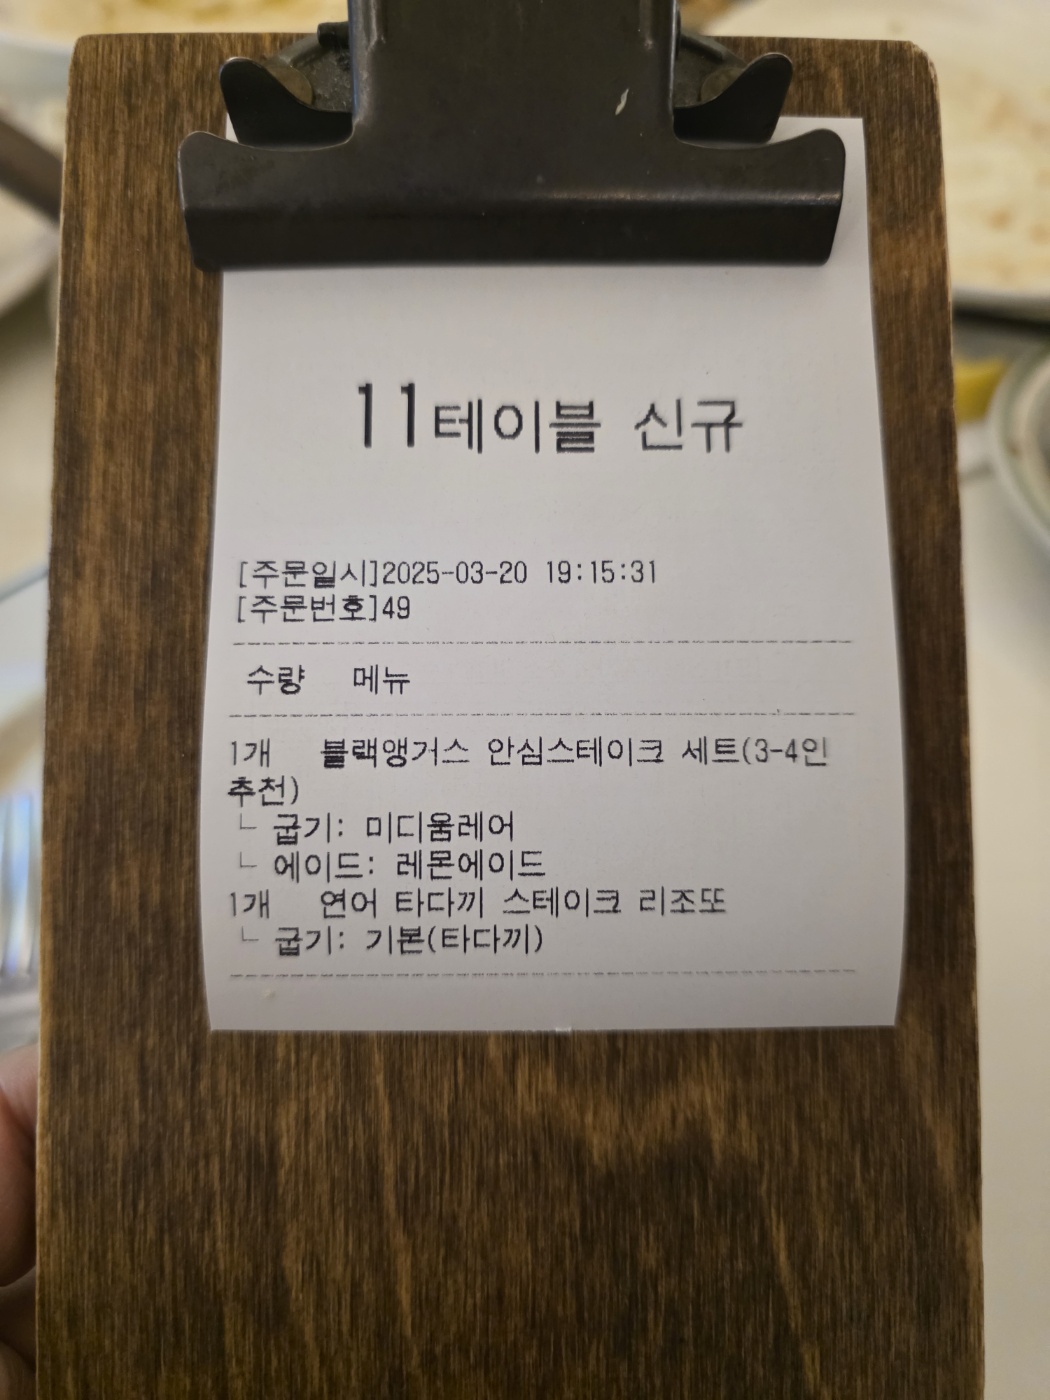 11테이블 신규
[주문일시]2025-03-20 19:15:31
[주문번호]49
수량 메뉴
1개 블랙앵거스 안심스테이크 세트(3-4인
추천)
└ 굽기: 미디움레어
└ 에이드: 레몬에이드
1개 연어 타다끼 스테이크 리조또
└ 굽기: 기본(타다끼)